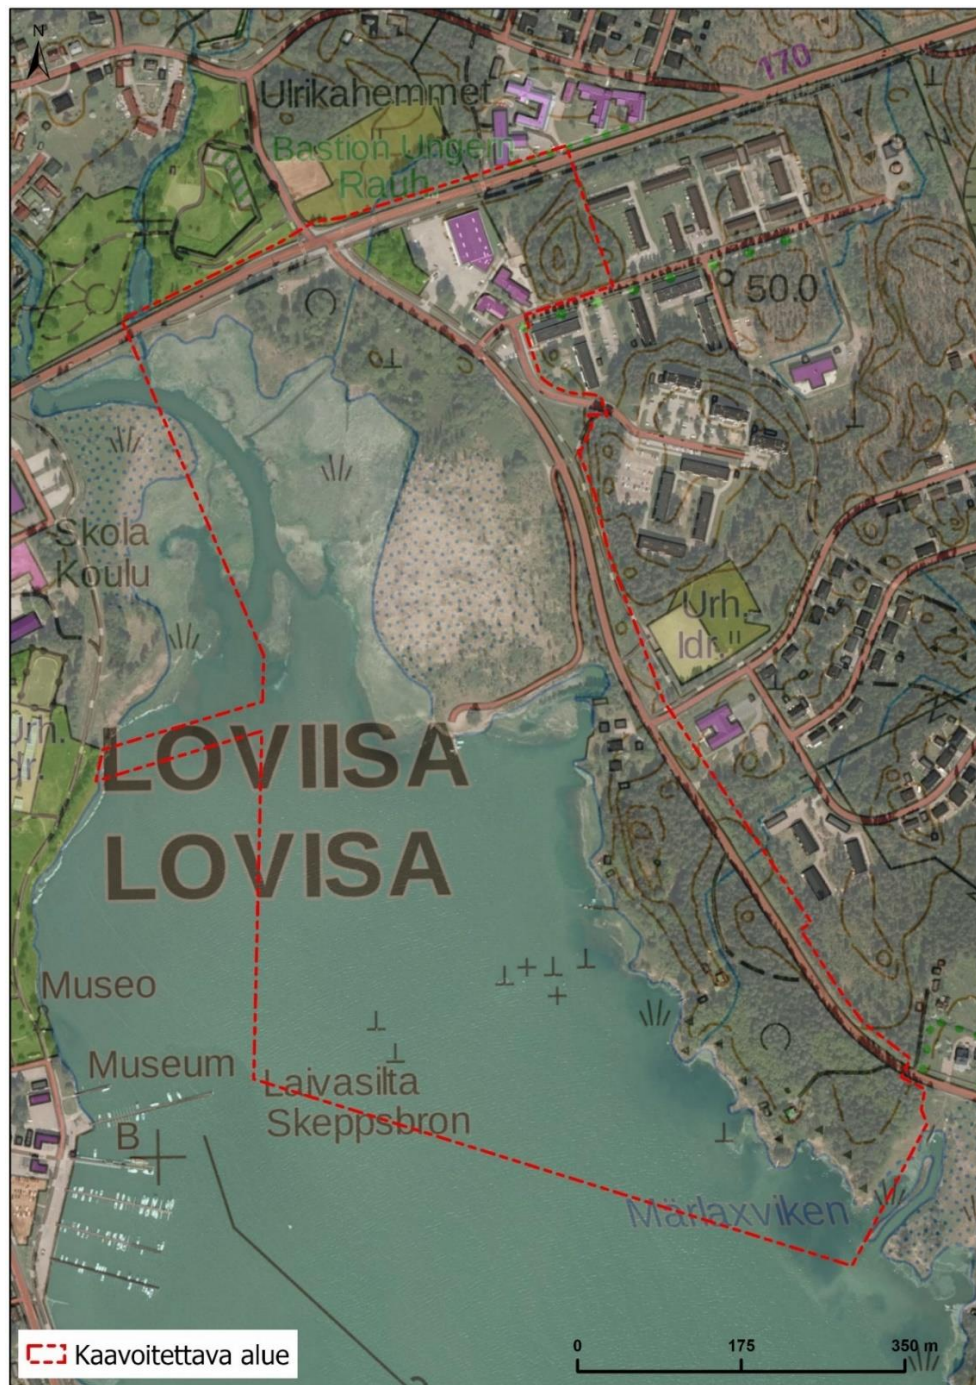 N
170
Ulrikahemmet
Bastion Ungern
Rauh.
50.0
Skola
Koulu
Urh.
Idr.
Urh.
LOVIISA
LOVISA
Museo
Museum
Laivasilta
Skeppsbron
B
Märlaxviken
Kaavoitettava alue
0 175 350 m